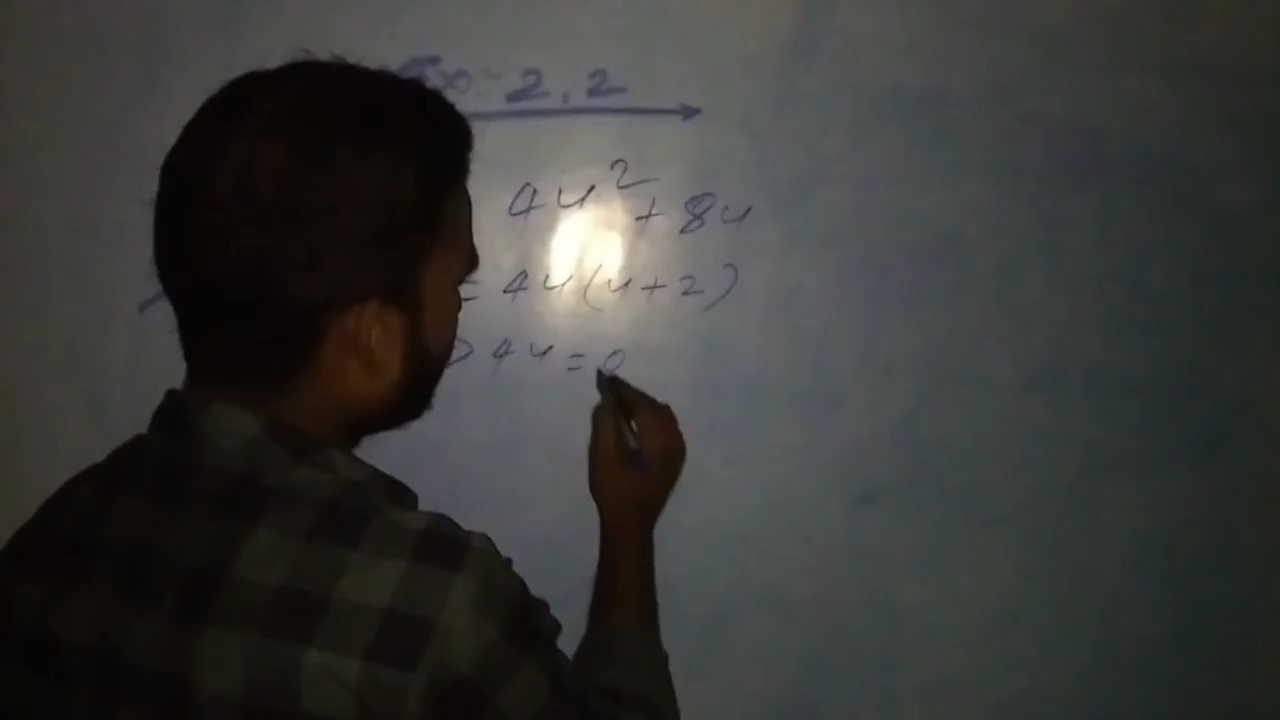 2.2
4u² + 8u
= 4u(u+2)
4u = 0